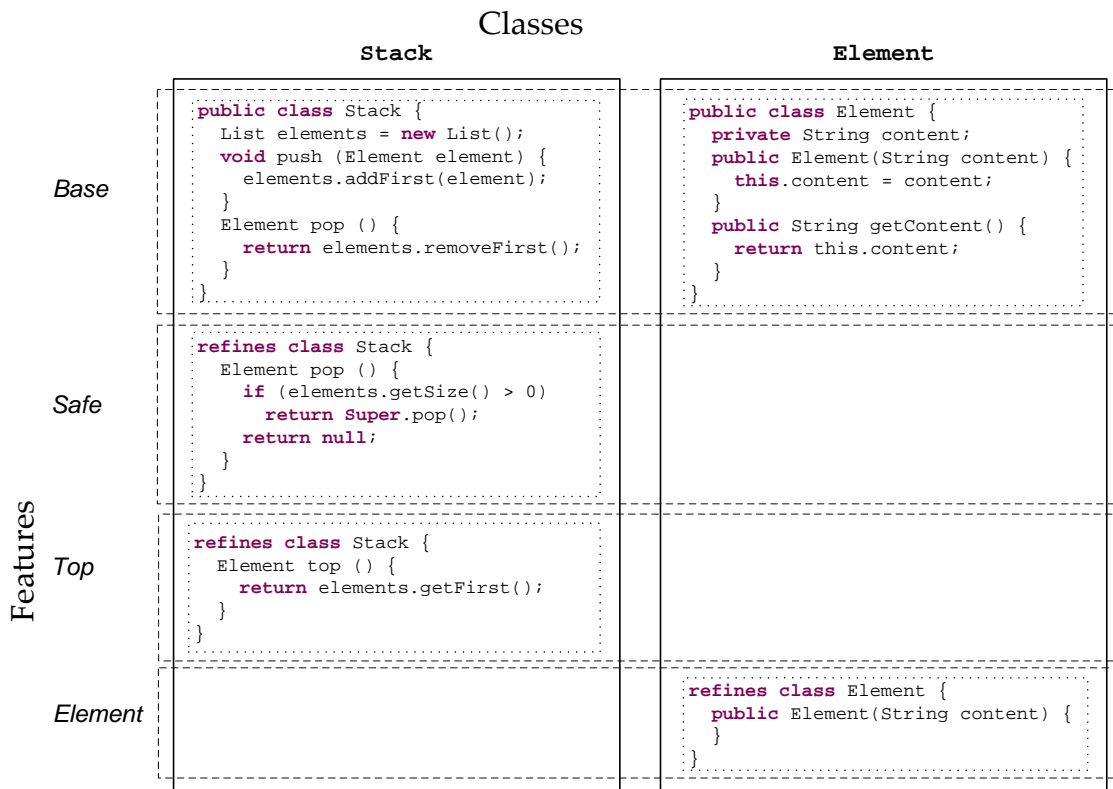 Classes
Stack
Element
Base
public class Stack {
List elements = new List();
void push (Element element) {
elements.addFirst(element);
}
Element pop () {
return elements.removeFirst();
}
}
public class Element {
private String content;
public Element(String content) {
this.content = content;
}
public String getContent() {
return this.content;
}
}
Safe
refines class Stack {
Element pop () {
if (elements.getSize() > 0)
return Super.pop();
return null;
}
}
Features
Top
refines class Stack {
Element top () {
return elements.getFirst();
}
}
Element
refines class Element {
public Element(String content) {
}
}